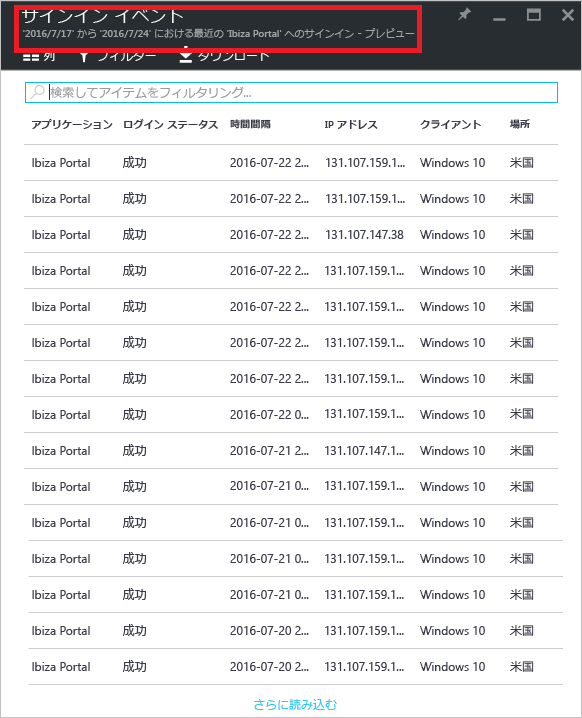 サインイン イベント
'2016/7/17' から '2016/7/24' における最近の 'Ibiza Portal' へのサインイン - プレビュー
列 フィルター ダウンロード
検索してアイテムをフィルタリング...
アプリケーション ログイン ステータス 時間間隔 IP アドレス クライアント 場所
Ibiza Portal 成功 2016-07-22 2... 131.107.159.1... Windows 10 米国
Ibiza Portal 成功 2016-07-22 2... 131.107.159.1... Windows 10 米国
Ibiza Portal 成功 2016-07-22 2... 131.107.147.38 Windows 10 米国
Ibiza Portal 成功 2016-07-22 2... 131.107.159.1... Windows 10 米国
Ibiza Portal 成功 2016-07-22 2... 131.107.159.1... Windows 10 米国
Ibiza Portal 成功 2016-07-22 2... 131.107.159.1... Windows 10 米国
Ibiza Portal 成功 2016-07-22 2... 131.107.159.1... Windows 10 米国
Ibiza Portal 成功 2016-07-22 0... 131.107.159.1... Windows 10 米国
Ibiza Portal 成功 2016-07-21 2... 131.107.147.1... Windows 10 米国
Ibiza Portal 成功 2016-07-21 0... 131.107.159.1... Windows 10 米国
Ibiza Portal 成功 2016-07-21 0... 131.107.159.1... Windows 10 米国
Ibiza Portal 成功 2016-07-21 0... 131.107.159.1... Windows 10 米国
Ibiza Portal 成功 2016-07-21 0... 131.107.159.1... Windows 10 米国
Ibiza Portal 成功 2016-07-20 2... 131.107.159.1... Windows 10 米国
Ibiza Portal 成功 2016-07-20 2... 131.107.159.1... Windows 10 米国
さらに読み込む